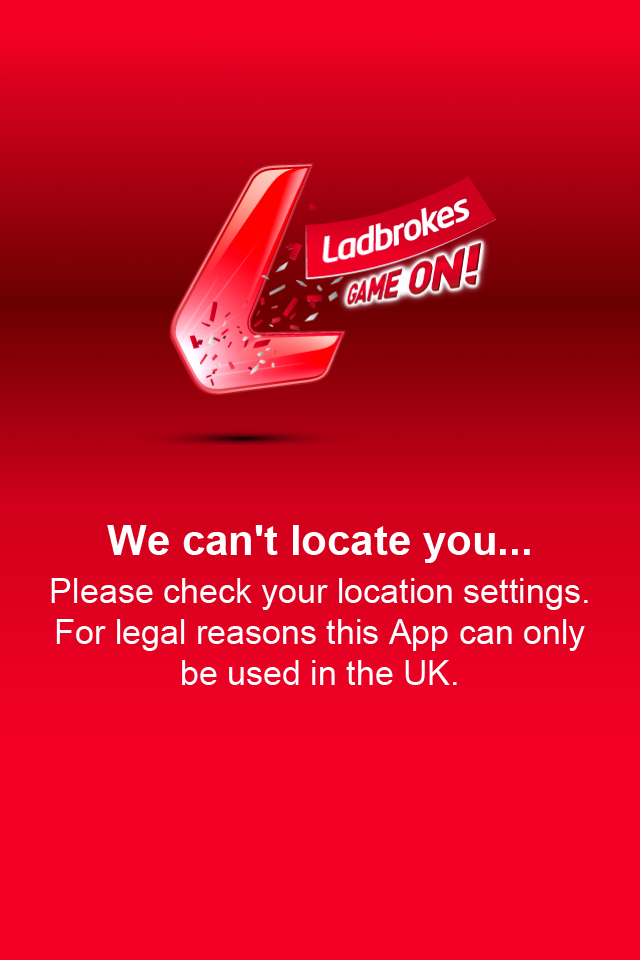 Ladbrokes
GAME ON!
We can't locate you...
Please check your location settings.
For legal reasons this App can only
be used in the UK.